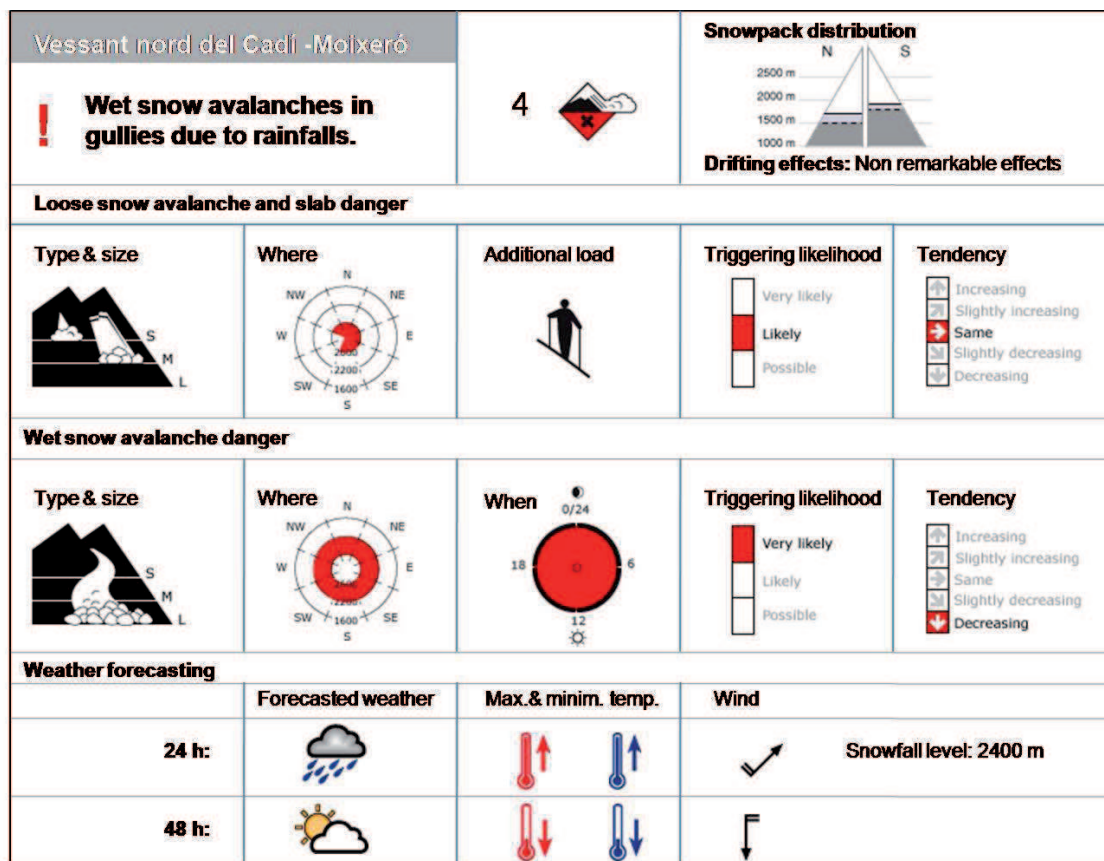 Vessant nord del Cadí -Moixeró
! Wet snow avalanches in
gullies due to rainfalls.
4
Snowpack distribution
N S
2500 m
2000 m
1500 m
1000 m
Drifting effects: Non remarkable effects
Loose snow avalanche and slab danger
Type & size
S
M
L
Where
N
NW NE
W E
2600
2200
SW 1600 SE
S
Additional load
Triggering likelihood
Very likely
Likely
Possible
Tendency
Increasing
Slightly increasing
Same
Slightly decreasing
Decreasing
Wet snow avalanche danger
Type & size
S
M
L
Where
N
NW NE
W E
2600
2200
SW 1600 SE
S
When
0/24
18 6
12
Triggering likelihood
Very likely
Likely
Possible
Tendency
Increasing
Slightly increasing
Same
Slightly decreasing
Decreasing
Weather forecasting
Forecasted weather Max.& minim. temp. Wind
24 h: Snowfall level: 2400 m
48 h: